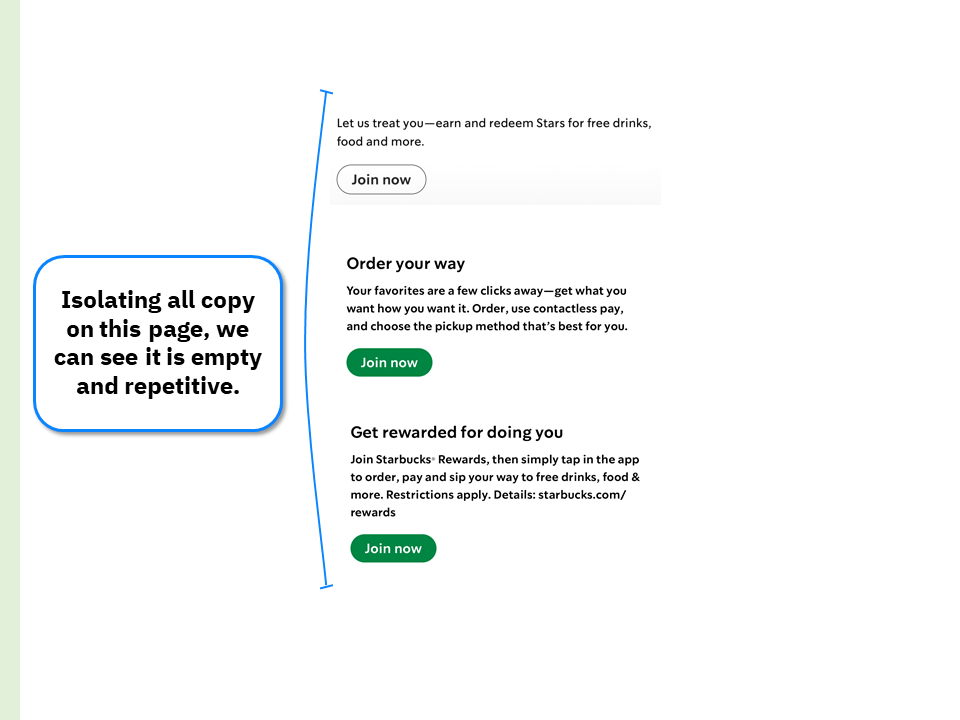 Let us treat you—earn and redeem Stars for free drinks,
food and more.
Join now
Isolating all copy
on this page, we
can see it is empty
and repetitive.
Order your way
Your favorites are a few clicks away—get what you
want how you want it. Order, use contactless pay,
and choose the pickup method that's best for you.
Join now
Get rewarded for doing you
Join Starbucks® Rewards, then simply tap in the app
to order, pay and sip your way to free drinks, food &
more. Restrictions apply. Details: starbucks.com/
rewards
Join now